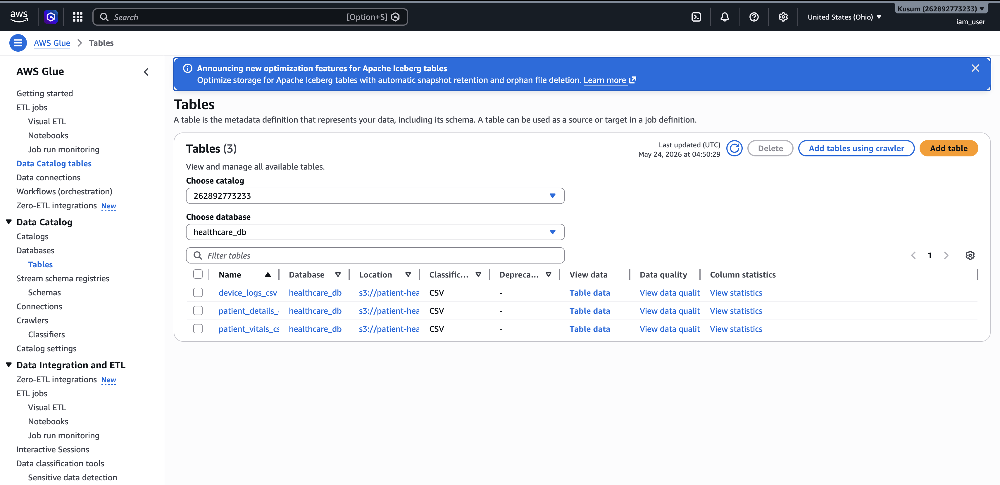 aws
Search [Option+S]
United States (Ohio)
Kusum (262892773233)
iam_user
AWS Glue > Tables
AWS Glue
Getting started
ETL jobs
Visual ETL
Notebooks
Job run monitoring
Data Catalog tables
Data connections
Workflows (orchestration)
Zero-ETL integrations New
Data Catalog
Catalogs
Databases
Tables
Stream schema registries
Schemas
Connections
Crawlers
Classifiers
Catalog settings
Data Integration and ETL
Zero-ETL integrations New
ETL jobs
Visual ETL
Notebooks
Job run monitoring
Interactive Sessions
Data classification tools
Sensitive data detection
Announcing new optimization features for Apache Iceberg tables
Optimize storage for Apache Iceberg tables with automatic snapshot retention and orphan file deletion. Learn more
Tables
A table is the metadata definition that represents your data, including its schema. A table can be used as a source or target in a job definition.
Tables (3)
Last updated (UTC)
May 24, 2026 at 04:50:29
Delete
Add tables using crawler
Add table
View and manage all available tables.
Choose catalog
262892773233
Choose database
healthcare_db
Filter tables
1
Name Database Location Classific... Depreca... View data Data quality Column statistics
device_logs_csv healthcare_db s3://patient-hea CSV - Table data View data qualit View statistics
patient_details_ healthcare_db s3://patient-hea CSV - Table data View data qualit View statistics
patient_vitals_cs healthcare_db s3://patient-hea CSV - Table data View data qualit View statistics